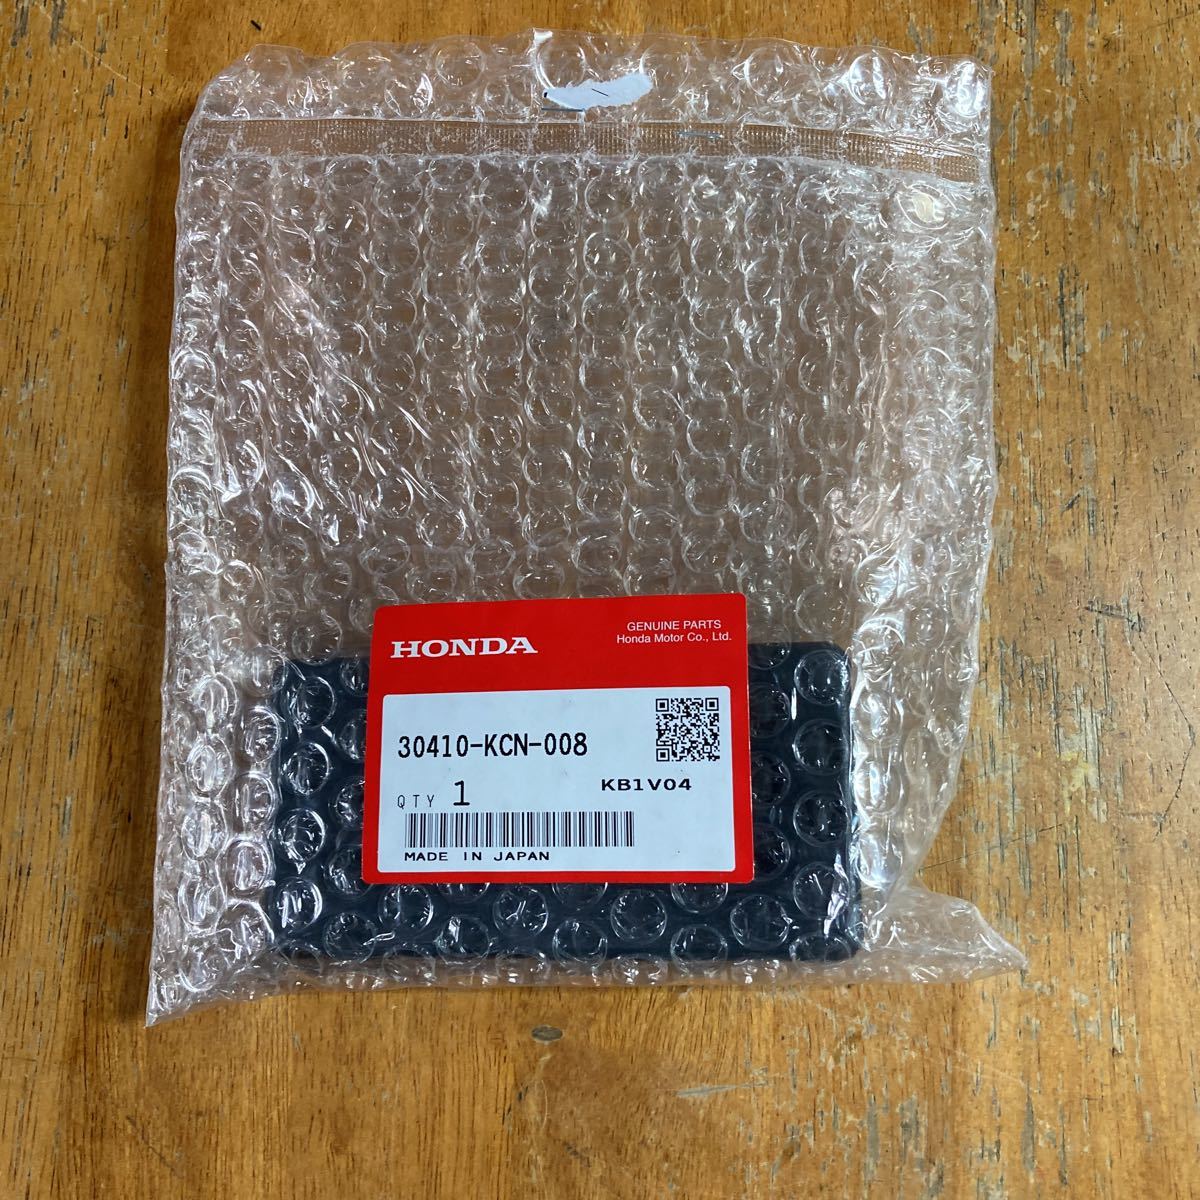 HONDA
GENUINE PARTS
Honda Motor Co., Ltd.
30410-KCN-008
QTY 1
KB1V04
MADE IN JAPAN